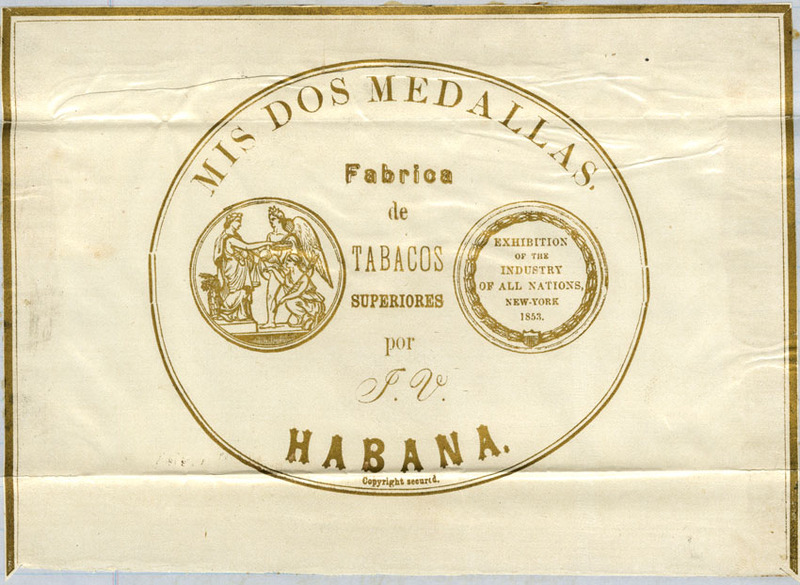 MIS DOS MEDALLAS.
Fabrica
de
TABACOS
SUPERIORES
por
J. V.
EXHIBITION
OF THE
INDUSTRY
OF ALL NATIONS,
NEW-YORK
1853.
HABANA.
Copyright secured.